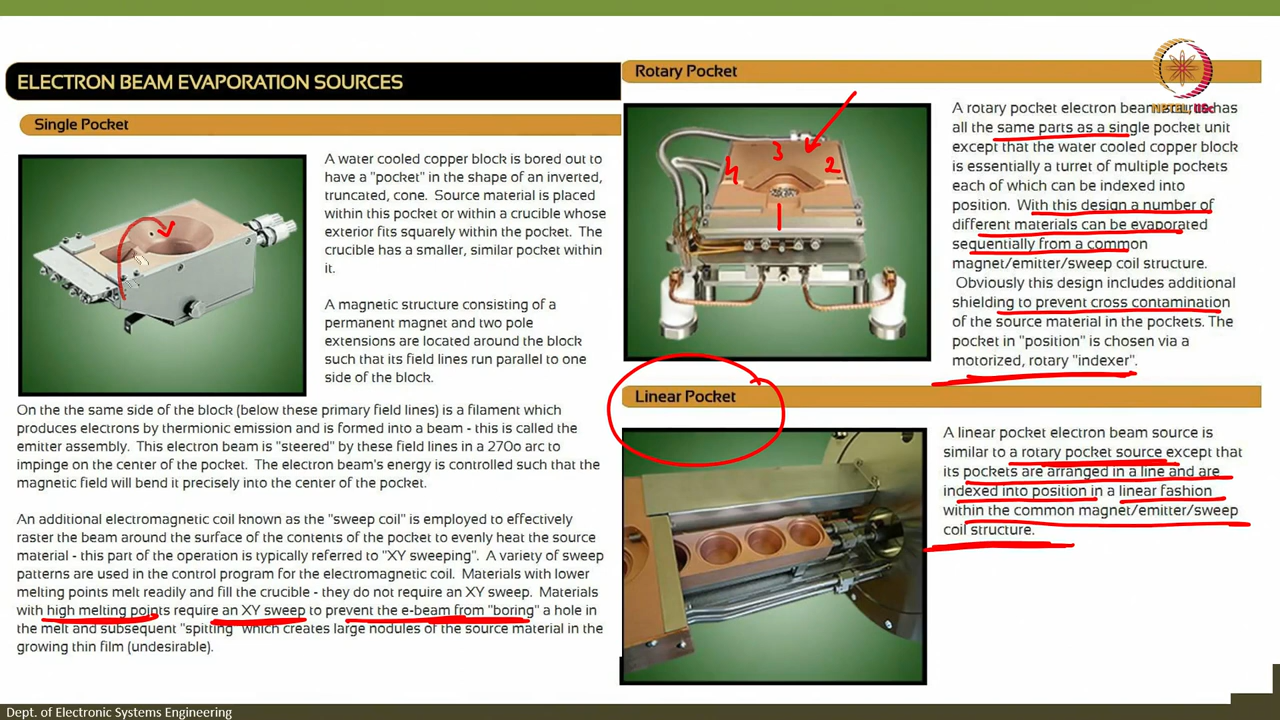 ELECTRON BEAM EVAPORATION SOURCES
Single Pocket
A water cooled copper block is bored out to
have a "pocket" in the shape of an inverted,
truncated, cone. Source material is placed
within this pocket or within a crucible whose
exterior fits squarely within the pocket. The
crucible has a smaller, similar pocket within
it.
A magnetic structure consisting of a
permanent magnet and two pole
extensions are located around the block
such that its field lines run parallel to one
side of the block.
On the the same side of the block (below these primary field lines) is a filament which
produces electrons by thermionic emission and is formed into a beam - this is called the
emitter assembly. This electron beam is "steered" by these field lines in a 270o arc to
impinge on the center of the pocket. The electron beam's energy is controlled such that the
magnetic field will bend it precisely into the center of the pocket.
An additional electromagnetic coil known as the "sweep coil" is employed to effectively
raster the beam around the surface of the contents of the pocket to evenly heat the source
material - this part of the operation is typically referred to "XY sweeping". A variety of sweep
patterns are used in the control program for the electromagnetic coil. Materials with lower
melting points melt readily and fill the crucible - they do not require an XY sweep. Materials
with high melting points require an XY sweep to prevent the e-beam from "boring" a hole in
the melt and subsequent "spitting" which creates large nodules of the source material in the
growing thin film (undesirable).
Rotary Pocket
3
4
2
1
A rotary pocket electron beam source has
all the same parts as a single pocket unit
except that the water cooled copper block
is essentially a turret of multiple pockets
each of which can be indexed into
position. With this design a number of
different materials can be evaporated
sequentially from a common
magnet/emitter/sweep coil structure.
Obviously this design includes additional
shielding to prevent cross contamination
of the source material in the pockets. The
pocket in "position" is chosen via a
motorized, rotary "indexer".
Linear Pocket
A linear pocket electron beam source is
similar to a rotary pocket source except that
its pockets are arranged in a line and are
indexed into position in a linear fashion
within the common magnet/emitter/sweep
coil structure.
NPTEL
Dept. of Electronic Systems Engineering